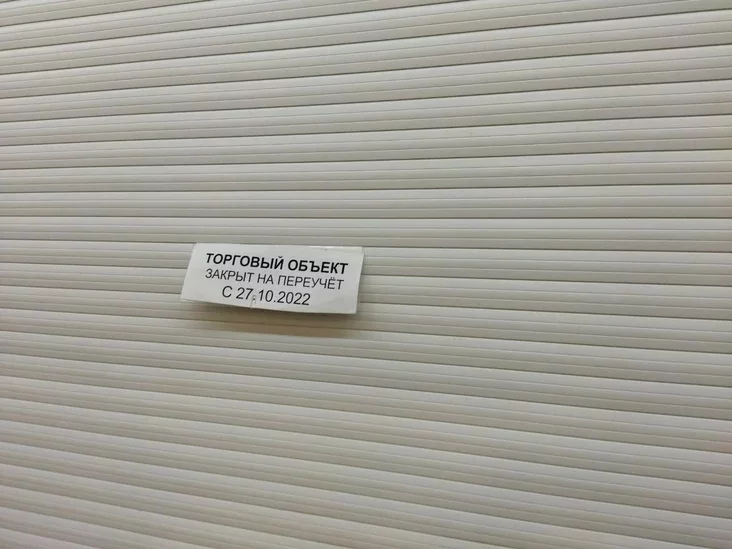 ТОРГОВЫЙ ОБЪЕКТ
ЗАКРЫТ НА ПЕРЕУЧЁТ
С 27.10.2022